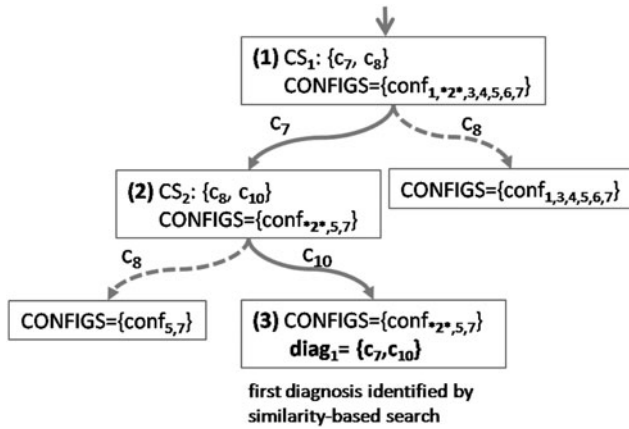 (1) CS₁: {c₇, c₈}
CONFIGS={conf₁,*₂*,₃,₄,₅,₆,₇}
c₇
c₈
(2) CS₂: {c₈, c₁₀}
CONFIGS={conf*₂*,₅,₇}
CONFIGS={conf₁,₃,₄,₅,₆,₇}
c₈
c₁₀
CONFIGS={conf₅,₇}
(3) CONFIGS={conf*₂*,₅,₇}
diag₁= {c₇,c₁₀}
first diagnosis identified by
similarity-based search